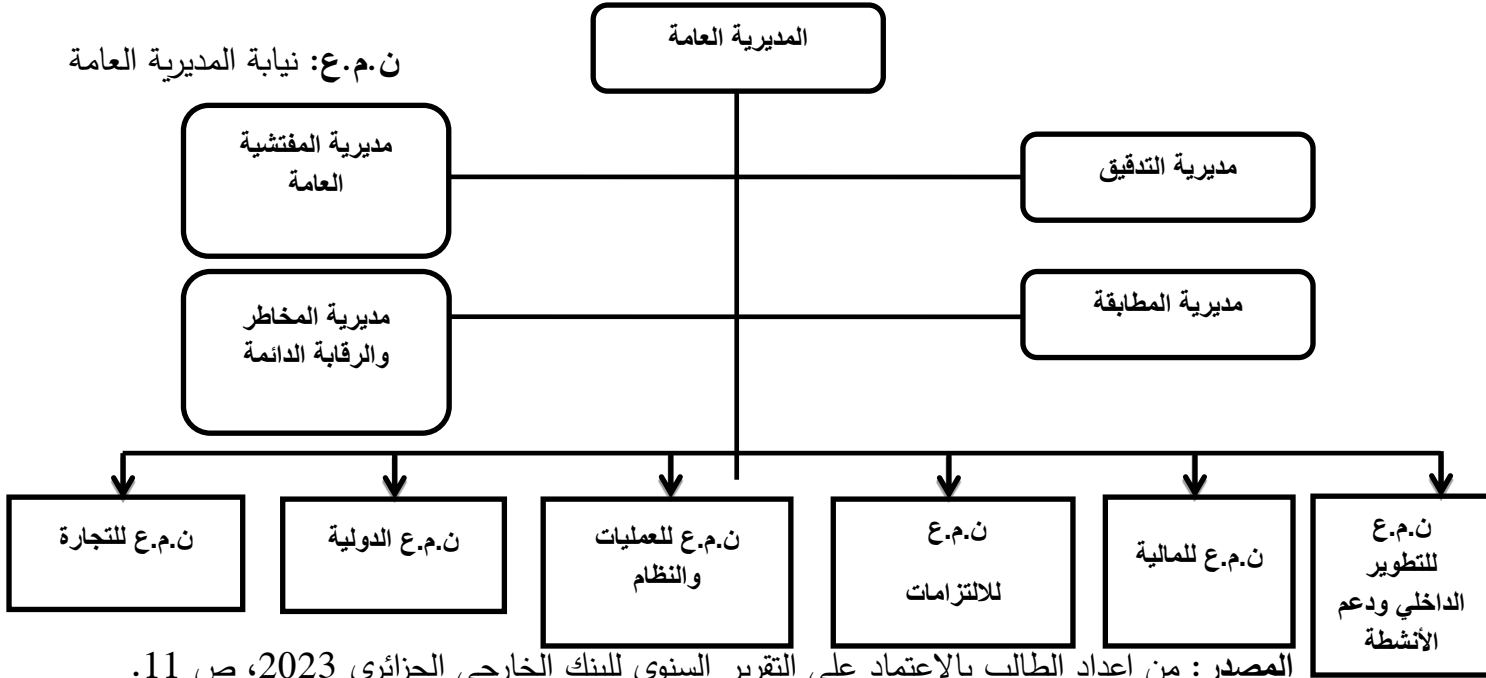 المديرية العامة
ن.م.ع: نيابة المديرية العامة
مديرية التدقيق
مديرية المفتشية
العامة
مديرية المطابقة
مديرية المخاطر
والرقابة الدائمة
ن.م.ع
للتطوير
الداخلي ودعم
الأنشطة
ن.م.ع للمالية
ن.م.ع
للالتزامات
ن.م.ع للعمليات
والنظام
ن.م.ع الدولية
ن.م.ع للتجارة
المصدر: من إعداد الطالب بالاعتماد على التقرير السنوي للبنك الخارجي الجزائري 2023، ص 11.